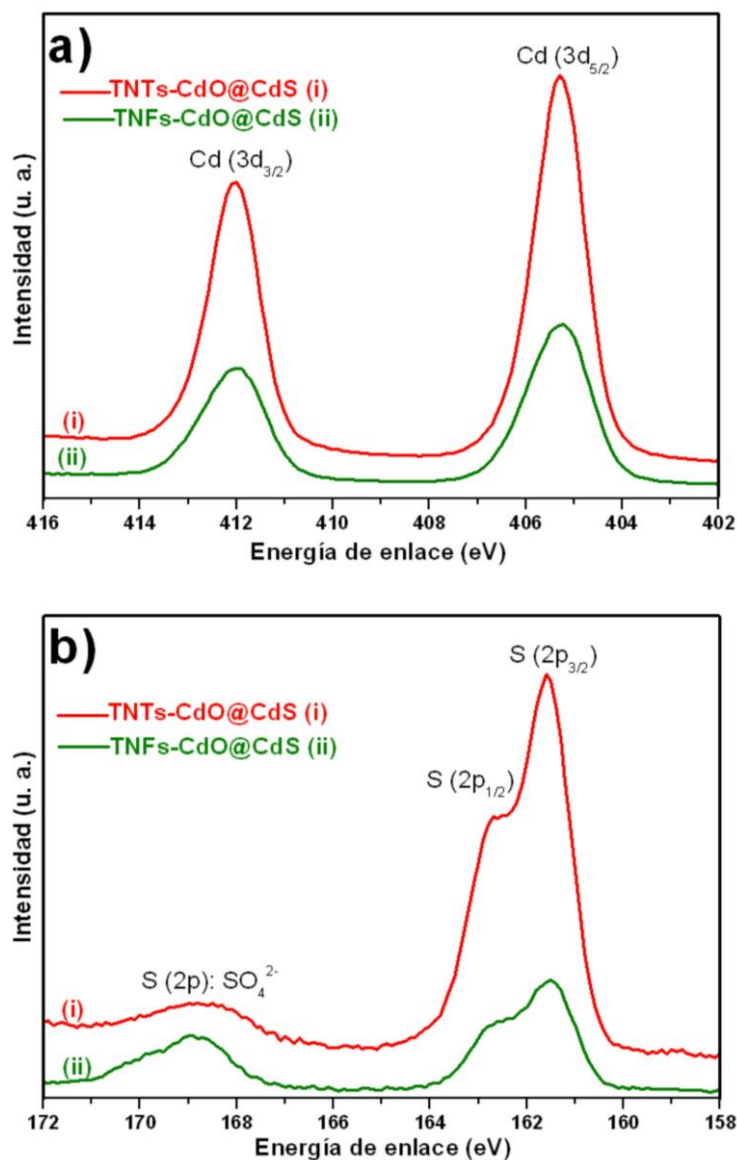 a)
Cd (3d5/2)
TNTs-CdO@CdS (i)
TNFs-CdO@CdS (ii)
Cd (3d3/2)
Intensidad (u. a.)
(i)
(ii)
416 414 412 410 408 406 404 402
Energía de enlace (eV)
b)
S (2p3/2)
TNTs-CdO@CdS (i)
TNFs-CdO@CdS (ii)
S (2p1/2)
Intensidad (u. a.)
S (2p): SO4^2-
(i)
(ii)
172 170 168 166 164 162 160 158
Energía de enlace (eV)